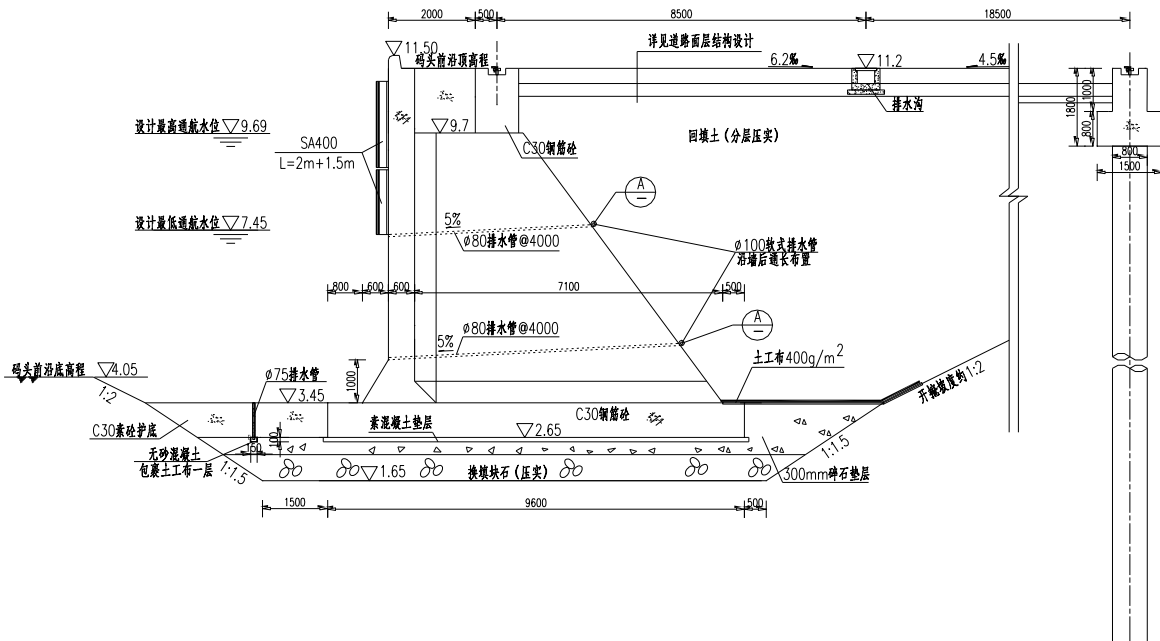 2000
500
8500
18500
11.50
码头前沿顶高程
详见道路面层结构设计
6.2‰
11.2
4.5‰
排水沟
1000
1800
800
设计最高通航水位 9.69
9.7
回填土（分层压实）
SA400
L=2m+1.5m
C30钢筋砼
800
1500
A
设计最低通航水位 7.45
5%
ø80排水管@4000
ø100软式排水管
沿墙后通长布置
800
600
600
7100
500
A
5%
ø80排水管@4000
土工布400g/m²
码头前沿底高程 4.05
ø75排水管
1000
开挖坡度约1:2
1:2
3.45
C30素砼护底
C30钢筋砼
素混凝土垫层
2.65
100
无砂混凝土
包裹土工布一层
150
1:1.5
1.65
换填块石（压实）
300mm碎石垫层
1:1.5
1500
9600
500